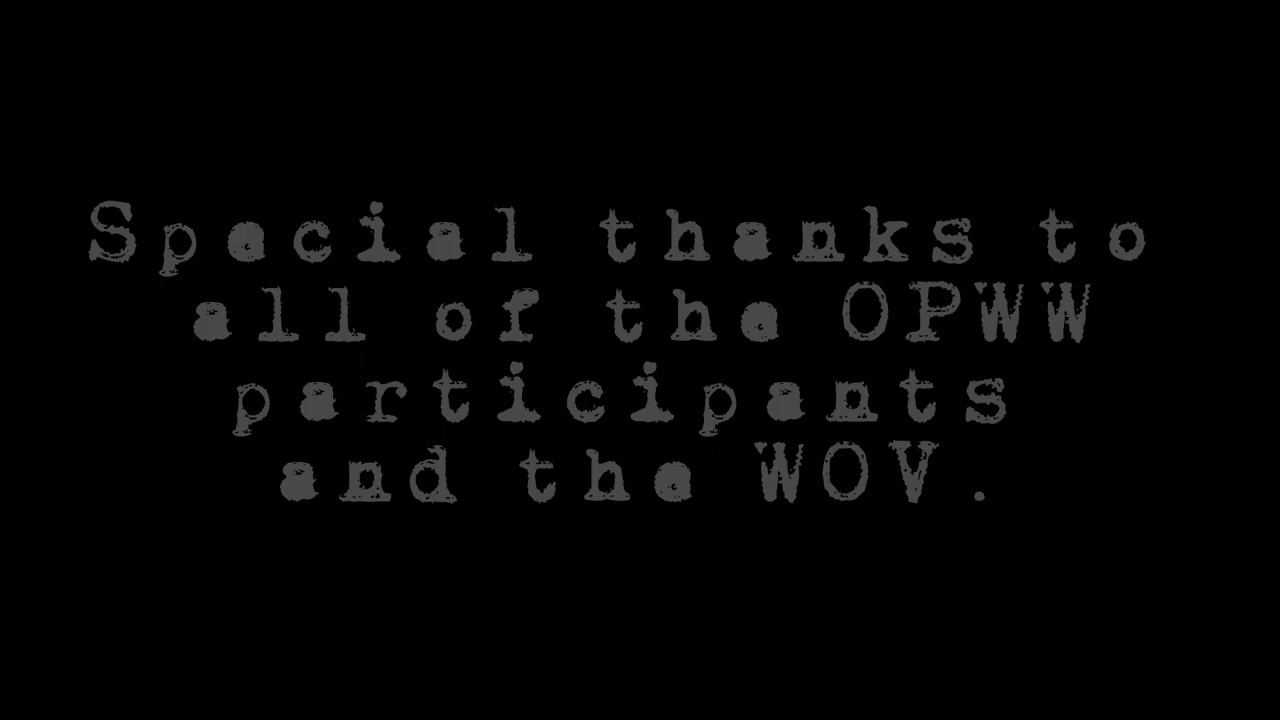 Special thanks to
all of the OPWW
participants
and the WOV.